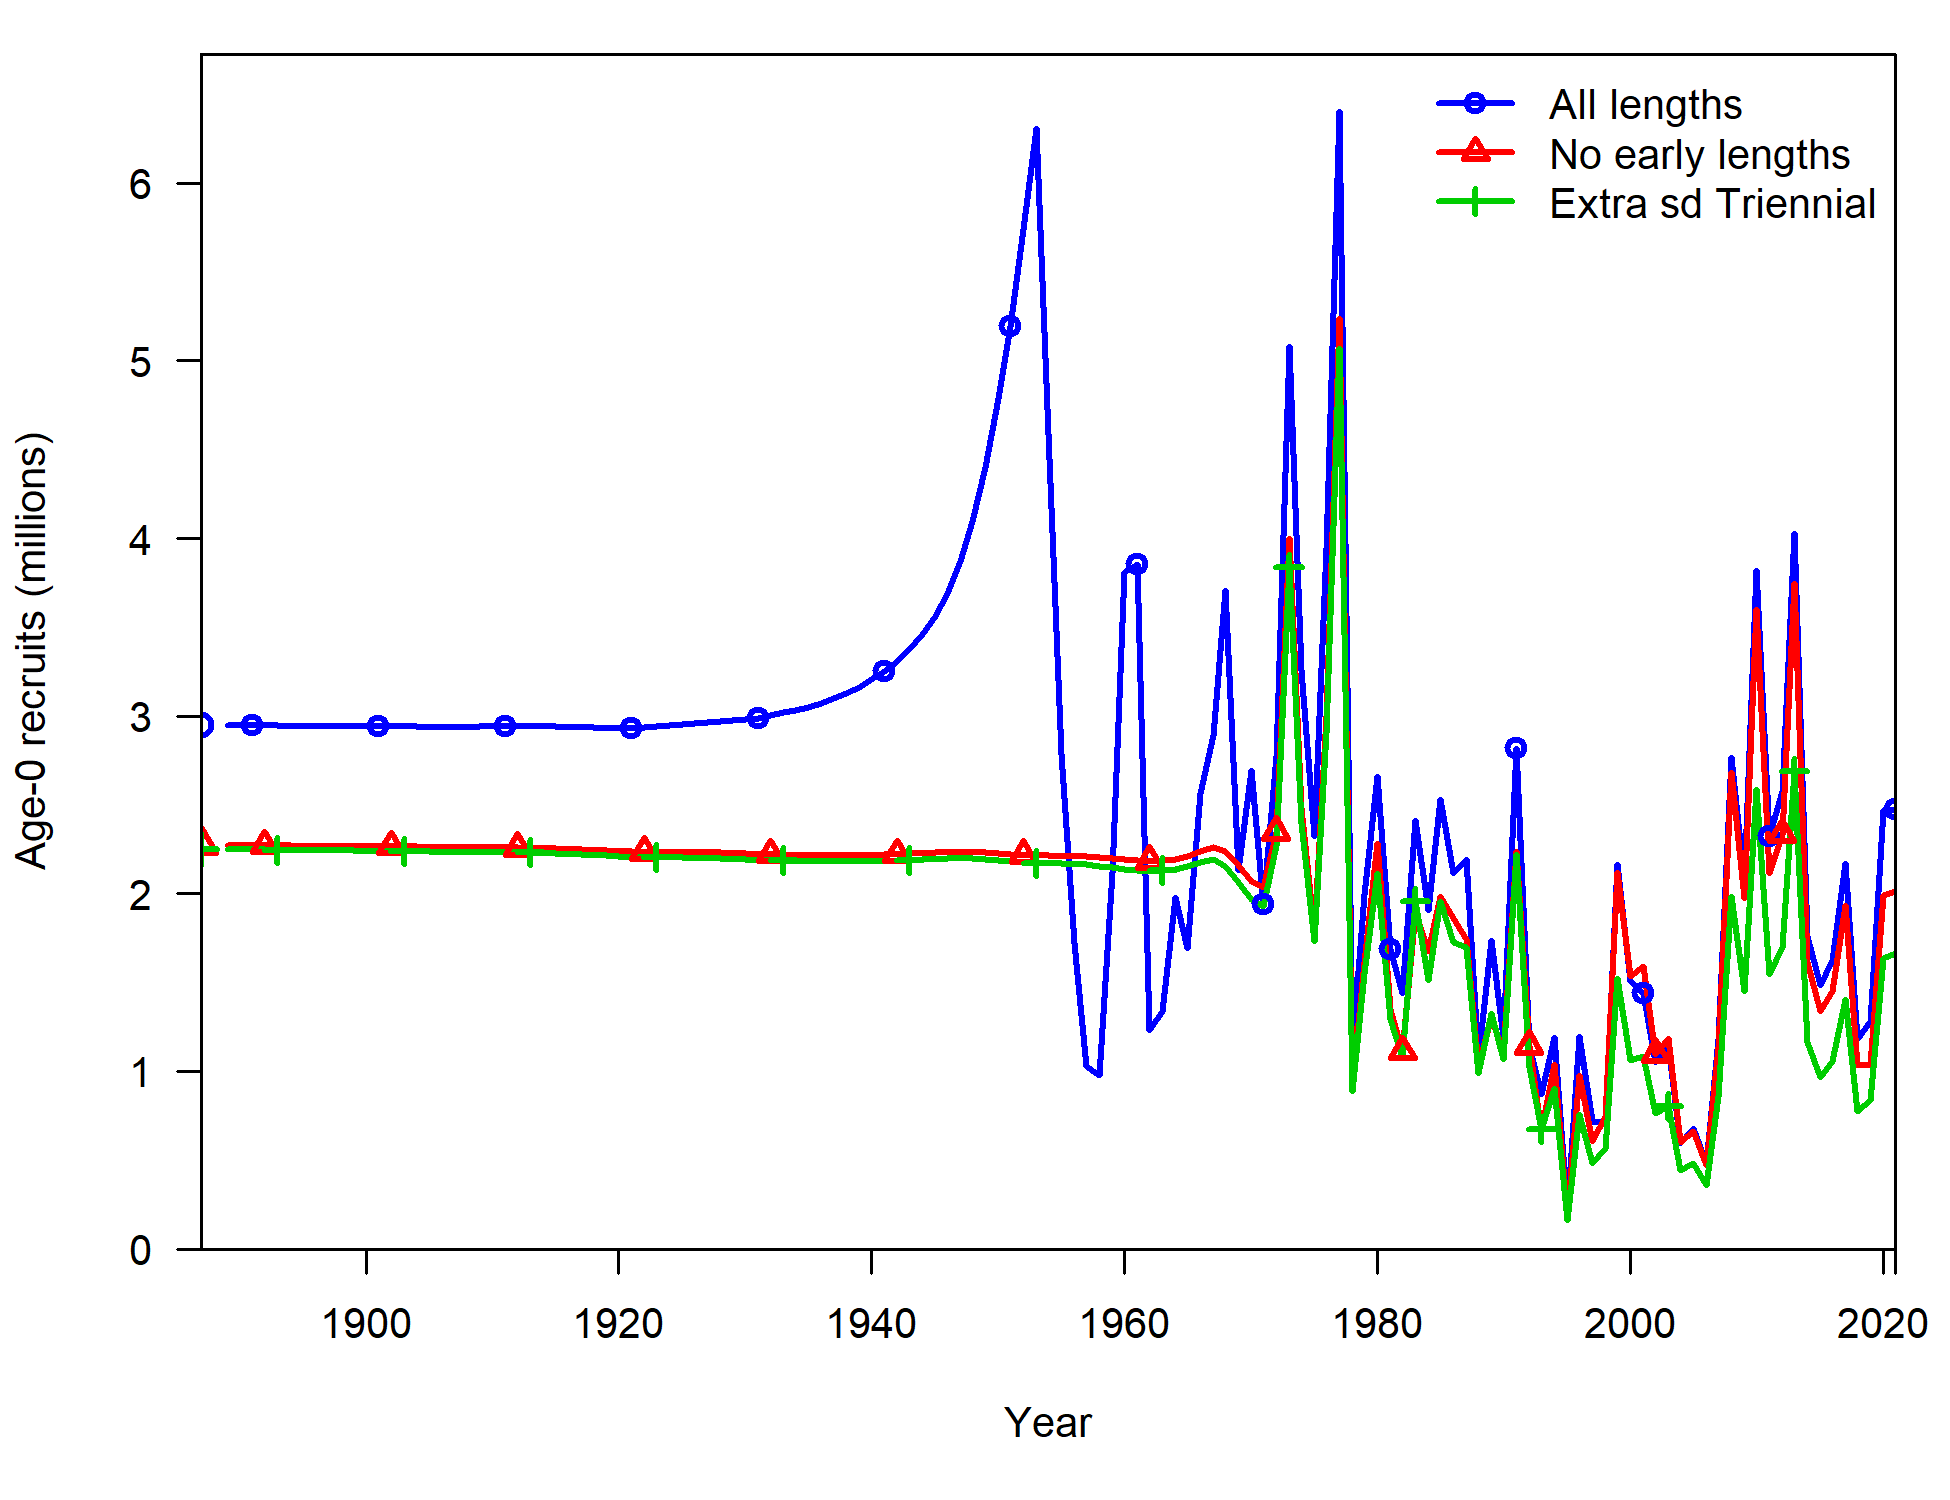 All lengths
No early lengths
Extra sd Triennial
Age-0 recruits (millions)
6
5
4
3
2
1
0
1900 1920 1940 1960 1980 2000 2020
Year